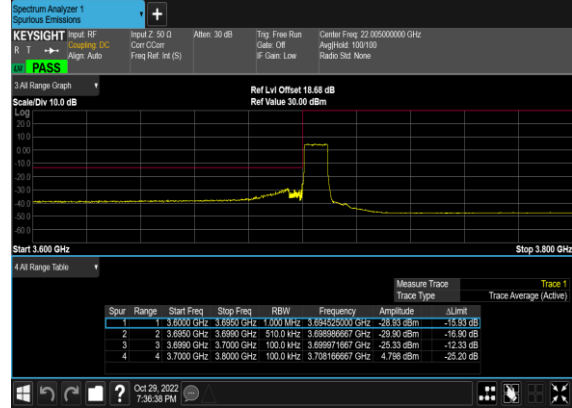 Spectrum Analyzer 1
Spurious Emissions
KEYSIGHT Input: RF Input Z: 50 Ω Atten: 30 dB Trig: Free Run Center Freq: 22.005000000 GHz
R T Coupling: DC Corr CCorr Gate: Off Avg|Hold: 100/100
Align: Auto Freq Ref: Int (S) IF Gain: Low Radio Std: None
PASS
3 All Range Graph
Ref Lvl Offset 18.68 dB
Scale/Div 10.0 dB Ref Value 30.00 dBm
Log
20.0
10.0
0.00
-10.0
-20.0
-30.0
-40.0
-50.0
-60.0
Start 3.600 GHz Stop 3.800 GHz
4 All Range Table
Measure Trace Trace 1
Trace Type Trace Average (Active)
Spur Range Start Freq Stop Freq RBW Frequency Amplitude ΔLimit
1 1 3.6000 GHz 3.6950 GHz 1.000 MHz 3.694525000 GHz -28.93 dBm -15.93 dB
2 2 3.6950 GHz 3.6990 GHz 510.0 kHz 3.698986667 GHz -29.90 dBm -16.90 dB
3 3 3.6990 GHz 3.7000 GHz 100.0 kHz 3.699971667 GHz -25.33 dBm -12.33 dB
4 4 3.7000 GHz 3.8000 GHz 100.0 kHz 3.708166667 GHz 4.798 dBm -25.20 dB
? Oct 29, 2022
7:36:38 PM